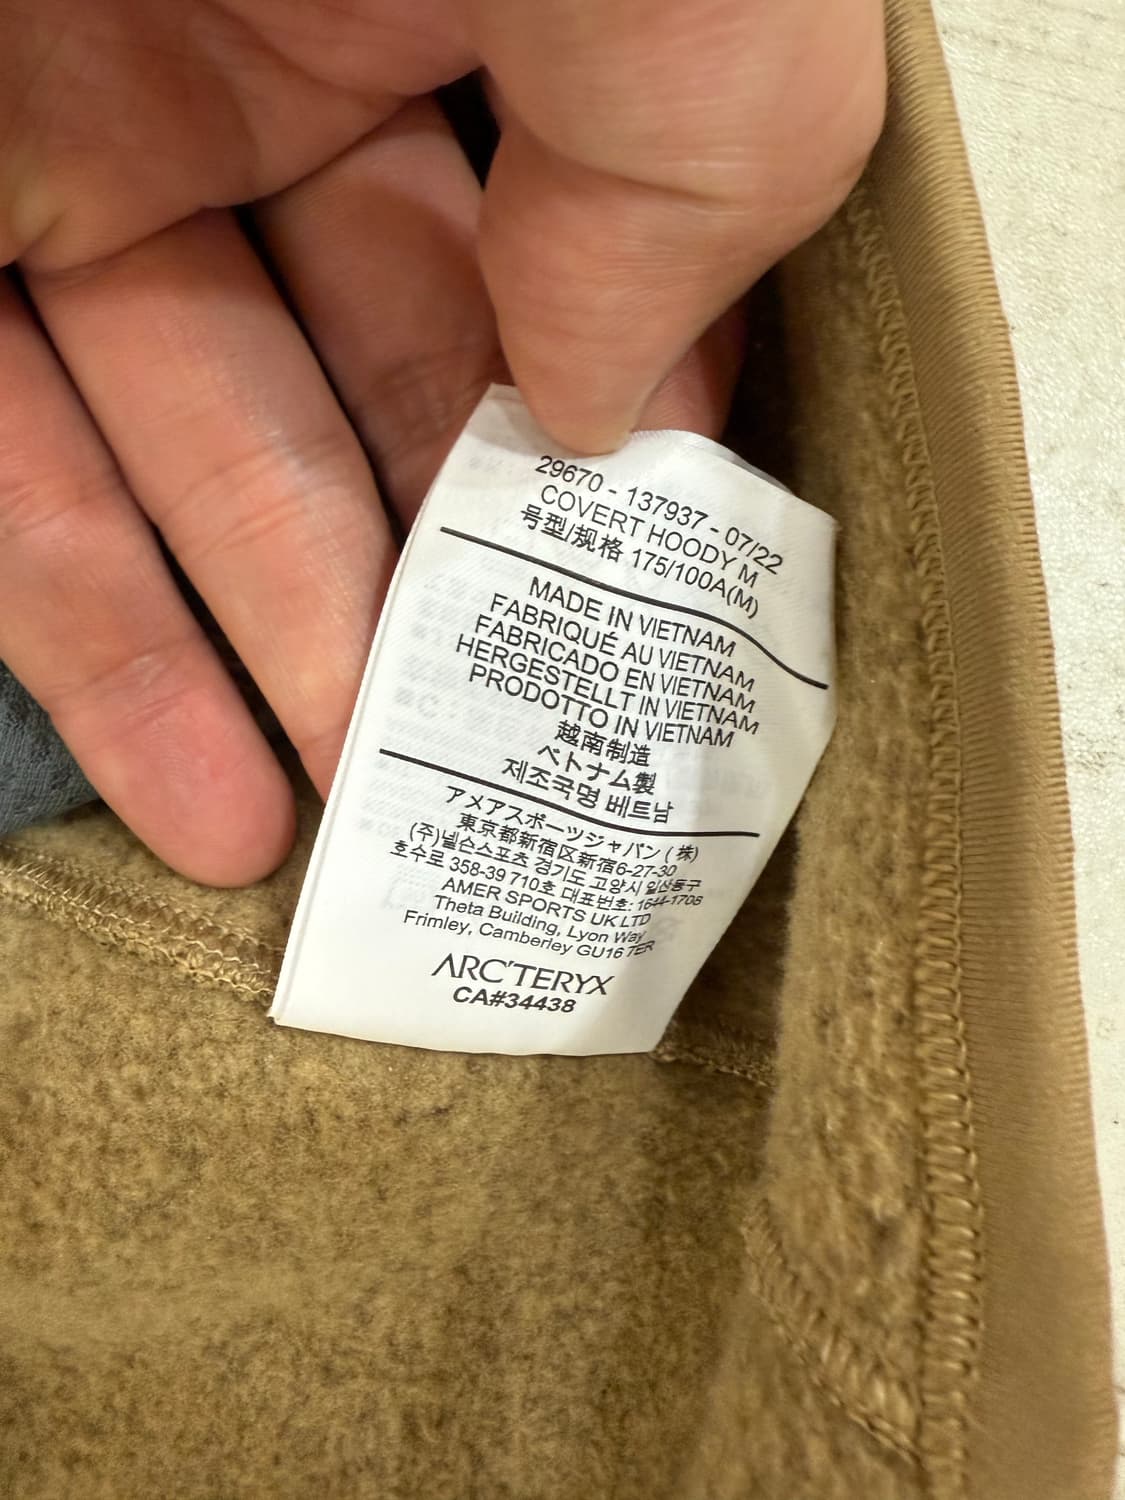 29670 - 137937 - 07/22
COVERT HOODY M
号型/规格 175/100A(M)
MADE IN VIETNAM
FABRIQUÉ AU VIETNAM
FABRICADO EN VIETNAM
HERGESTELLT IN VIETNAM
PRODOTTO IN VIETNAM
越南制造
ベトナム製
제조국명 베트남
アメアスポーツジャパン (株)
東京都新宿区新宿6-27-30
(주)넬슨스포츠 경기도 고양시 일산동구
호수로 358-39 710호 대표번호: 1644-1708
AMER SPORTS UK LTD
Theta Building, Lyon Way
Frimley, Camberley GU16 7ER
ARC'TERYX
CA#34438